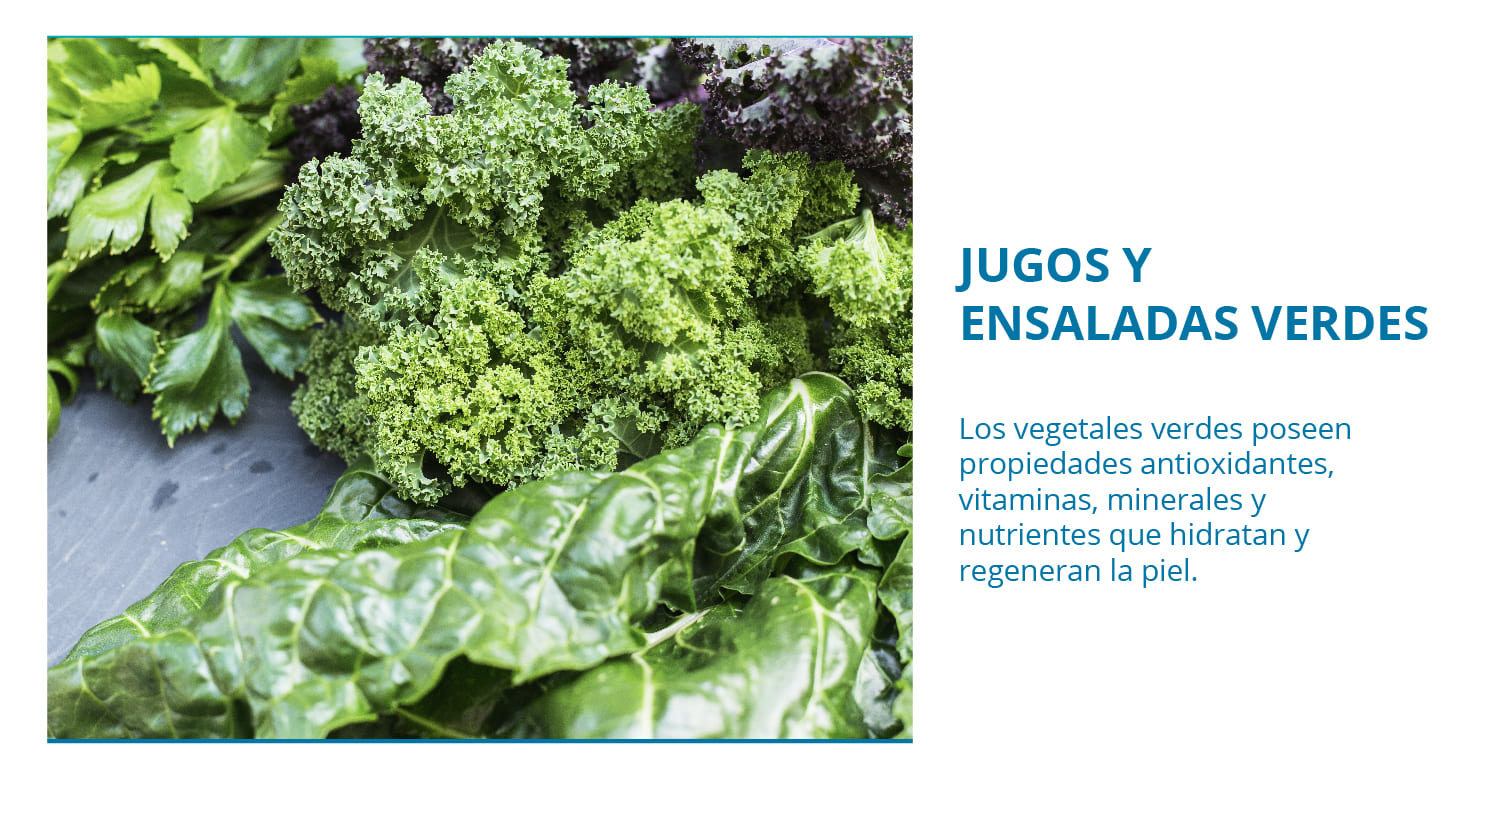 JUGOS Y
ENSALADAS VERDES
Los vegetales verdes poseen
propiedades antioxidantes,
vitaminas, minerales y
nutrientes que hidratan y
regeneran la piel.